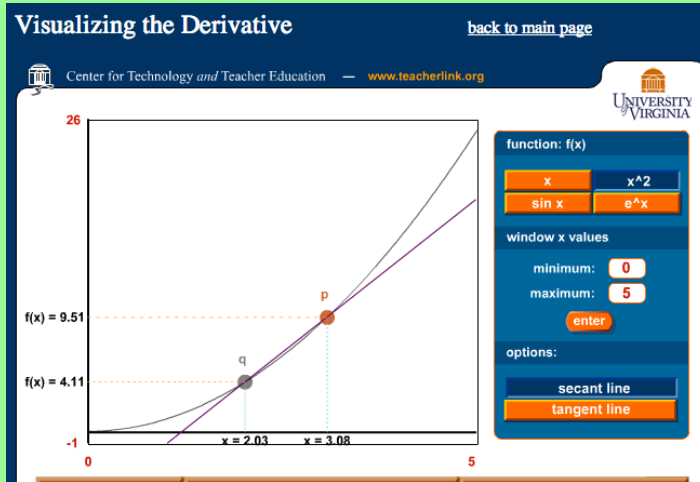 Visualizing the Derivative
back to main page
Center for Technology and Teacher Education — www.teacherlink.org
UNIVERSITY
of VIRGINIA
26
f(x) = 9.51
f(x) = 4.11
-1
p
q
x = 2.03
x = 3.08
0
5
function: f(x)
x
x^2
sin x
e^x
window x values
minimum: 0
maximum: 5
enter
options:
secant line
tangent line